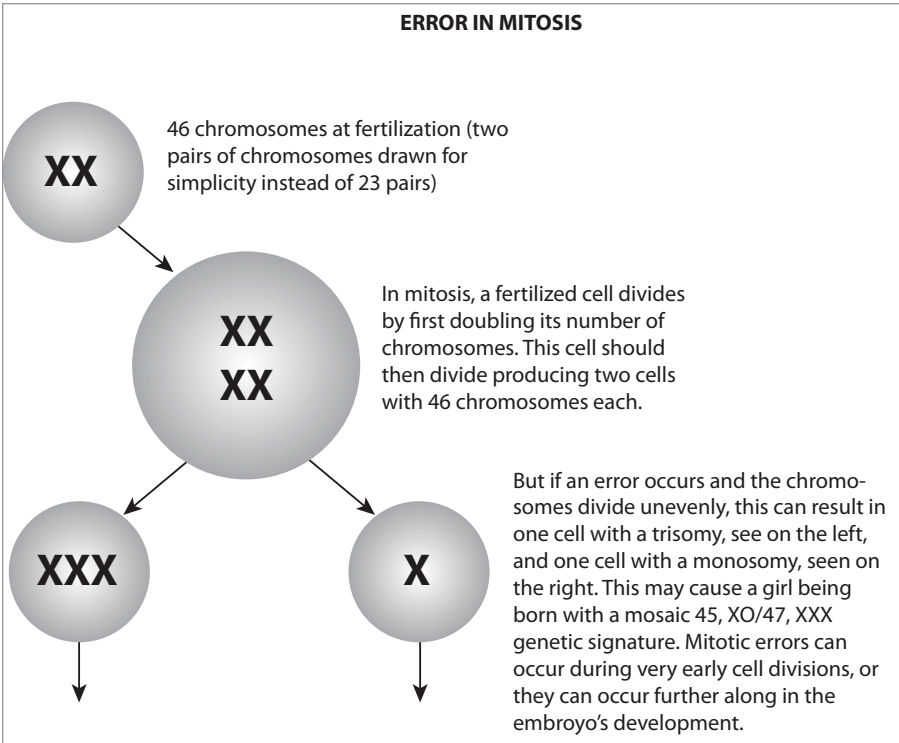 ERROR IN MITOSIS
XX
46 chromosomes at fertilization (two
pairs of chromosomes drawn for
simplicity instead of 23 pairs)
XX
XX
In mitosis, a fertilized cell divides
by first doubling its number of
chromosomes. This cell should
then divide producing two cells
with 46 chromosomes each.
XXX
X
But if an error occurs and the chromo-
somes divide unevenly, this can result in
one cell with a trisomy, see on the left,
and one cell with a monosomy, seen on
the right. This may cause a girl being
born with a mosaic 45, XO/47, XXX
genetic signature. Mitotic errors can
occur during very early cell divisions, or
they can occur further along in the
embroyo’s development.